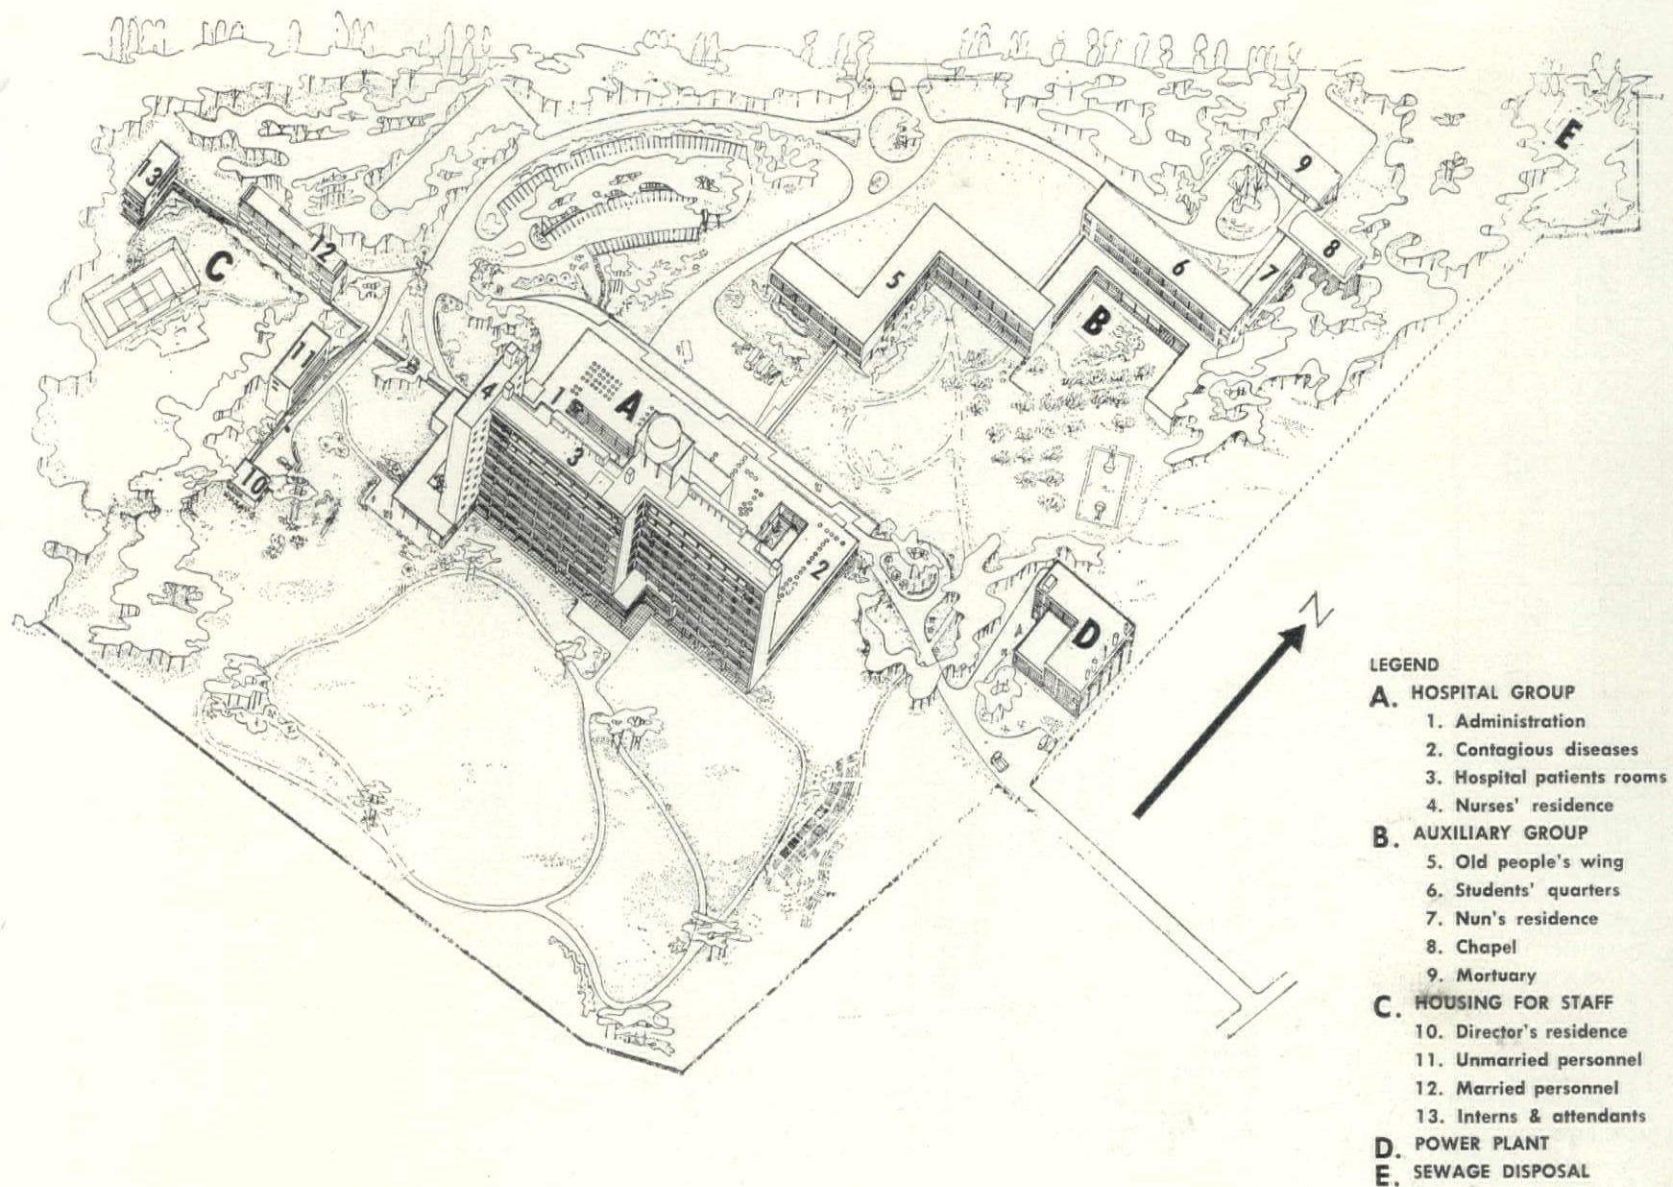 E
9
13
8
12
C
5
6
7
B
11
4
1
A
3
10
2
D
N
LEGEND
A. HOSPITAL GROUP
1. Administration
2. Contagious diseases
3. Hospital patients rooms
4. Nurses' residence
B. AUXILIARY GROUP
5. Old people's wing
6. Students' quarters
7. Nun's residence
8. Chapel
9. Mortuary
C. HOUSING FOR STAFF
10. Director's residence
11. Unmarried personnel
12. Married personnel
13. Interns & attendants
D. POWER PLANT
E. SEWAGE DISPOSAL